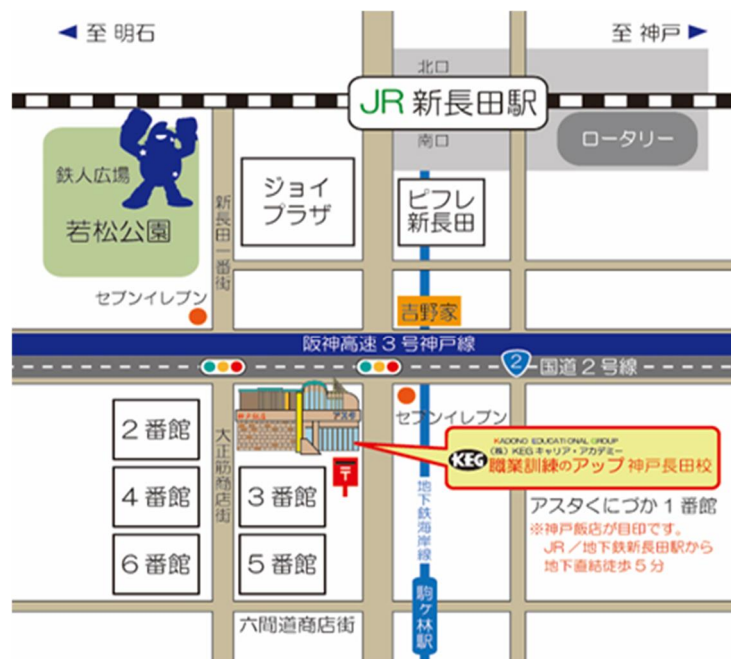 至 明石
至 神戸
北口
JR 新長田駅
南口
ロータリー
鉄人広場
若松公園
新長田一番街
ジョイ
プラザ
ピフレ
新長田
セブンイレブン
吉野家
阪神高速3号神戸線
2
国道2号線
アスタ
セブンイレブン
2番館
4番館
6番館
大正筋商店街
3番館
5番館
〒
地下鉄海岸線
駒ヶ林駅
六間道商店街
KADONO EDUCATIONAL GROUP
(株)KEGキャリア・アカデミー
KEG
職業訓練のアップ 神戸長田校
アスタくにづか1番館
※神戸飯店が目印です。
JR/地下鉄新長田駅から
地下直結徒歩5分